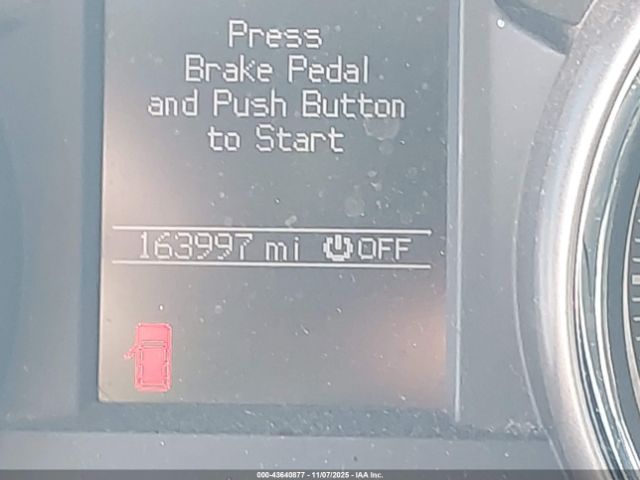 Press
Brake Pedal
and Push Button
to Start
163997 mi OFF
000-43640877 - 11/07/2025 - IAA Inc.